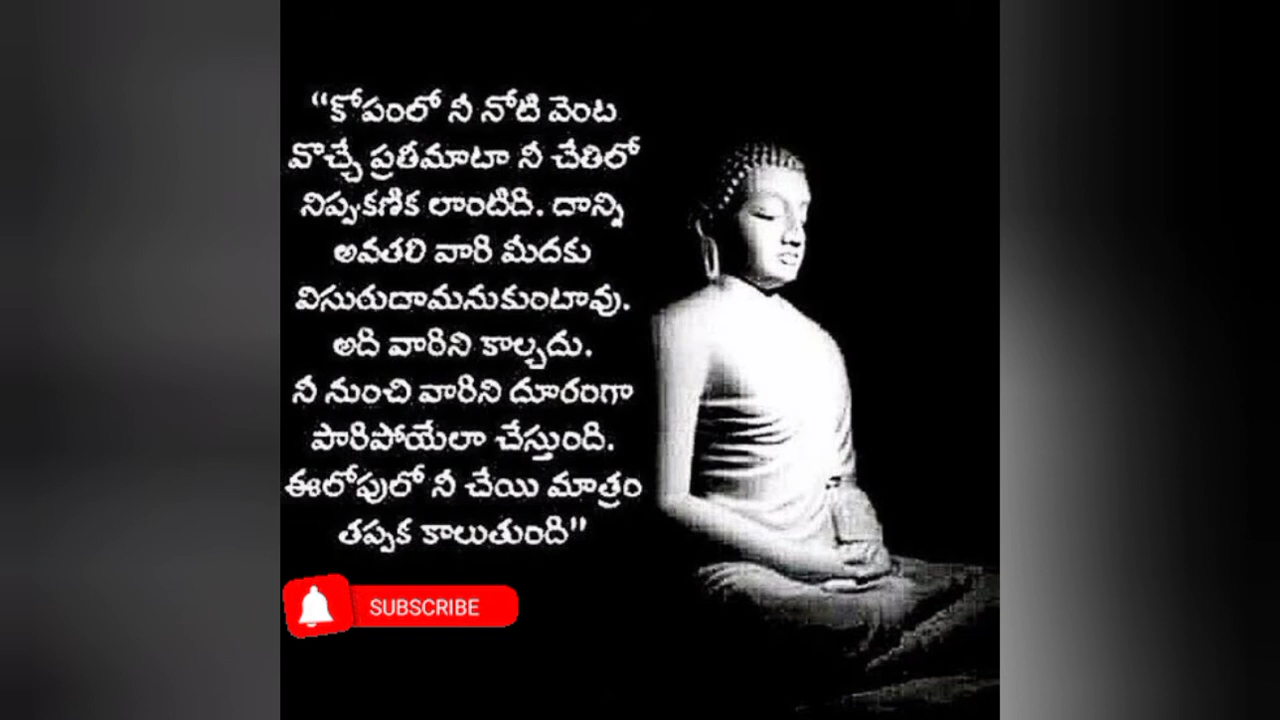 “కోపంలో నీ నోటి వెంట
వొచ్చే ప్రతీమాటా నీ చేతిలో
నిప్పుకణిక లాంటిది. దాన్ని
అవతలి వారి మీదకు
విసురుదామనుకుంటావు.
అది వారిని కాల్చదు.
నీ నుంచి వారిని దూరంగా
పారిపోయేలా చేస్తుంది.
ఈలోపులో నీ చేయి మాత్రం
తప్పక కాలుతుంది"
SUBSCRIBE